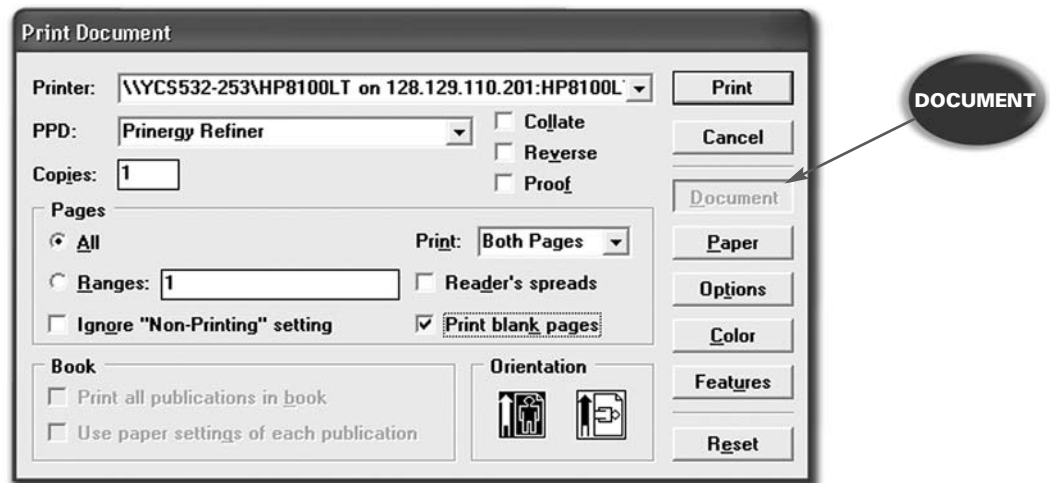 Print Document
Printer: \\YCS532-253\HP8100LT on 128.129.110.201:HP8100L
Print
PPD: Prinergy Refiner
Collate
Cancel
Reverse
Copies: 1
Proof
Document
DOCUMENT
Pages
All
Print: Both Pages
Paper
Ranges: 1
Reader's spreads
Options
Ignore "Non-Printing" setting
Print blank pages
Color
Book
Print all publications in book
Use paper settings of each publication
Orientation
Features
Reset